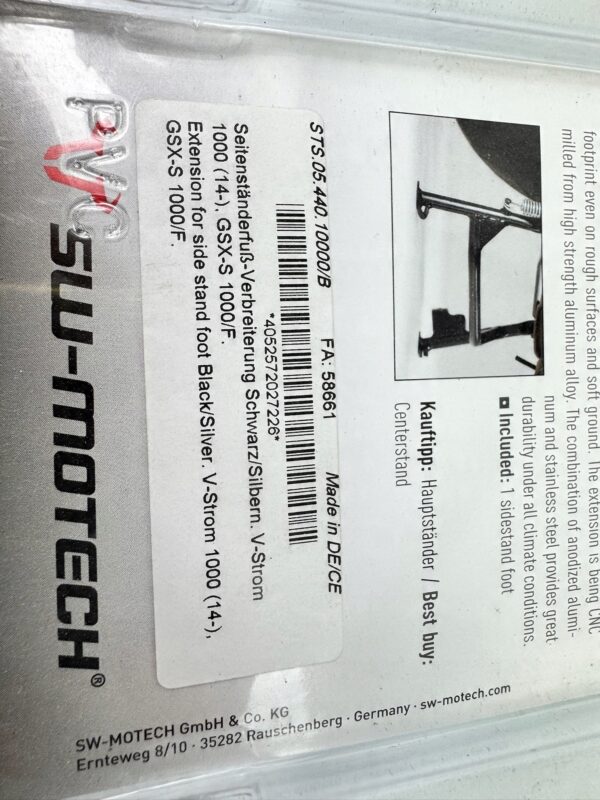 footprint even on rough surfaces and soft ground. The extension is being CNC
milled from high strength aluminum alloy. The combination of anodized alumi-
num and stainless steel provides great
durability under all climate conditions.
Included: 1 sidestand foot
Kauftipp: Hauptständer / Best buy:
Centerstand
STS.05.440.10000/B FA: 58661 Made in DE/CE
*4052572027226*
Seitenständerfuß-Verbreiterung Schwarz/Silbern. V-Strom
1000 (14-), GSX-S 1000/F.
Extension for side stand foot Black/Silver. V-Strom 1000 (14-),
GSX-S 1000/F.
PVC
SW-MOTECH®
SW-MOTECH GmbH & Co. KG
Ernteweg 8/10 · 35282 Rauschenberg · Germany · sw-motech.com